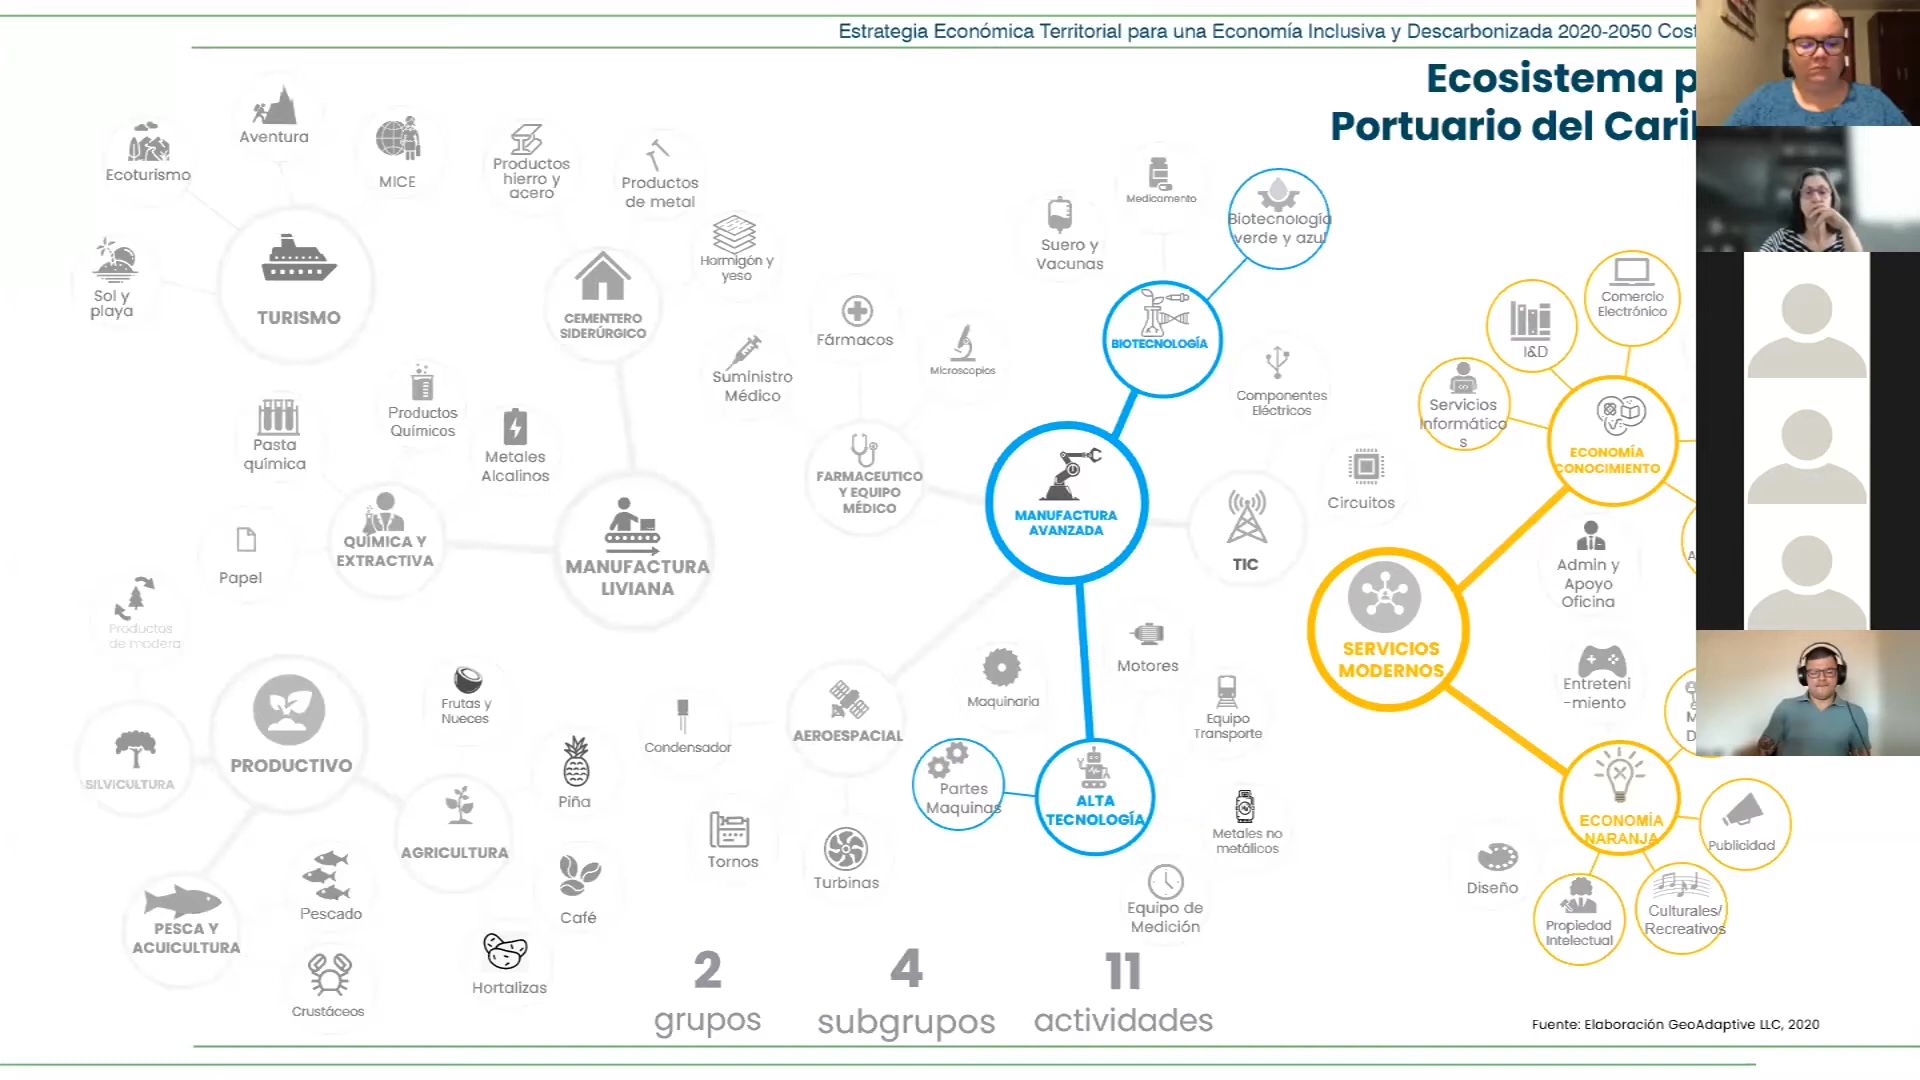 Estrategia Económica Territorial para una Economía Inclusiva y Descarbonizada 2020-2050
Ecosistema
Portuario del
Aventura
Ecoturismo
MICE
Sol y
playa
TURISMO
Productos
hierro y
acero
Productos
de metal
Hormigón y
yeso
CEMENTERO
SIDERÚRGICO
Suero y
Vacunas
Medicamento
Biotecnología
verde y azul
BIOTECNOLOGÍA
Fármacos
Microscopios
Suministro
Médico
Componentes
Eléctricos
Comercio
Electrónico
I&D
Servicios
Informático
s
ECONOMÍA
CONOCIMIENTO
Pasta
química
Productos
Químicos
Metales
Alcalinos
FARMACEUTICO
Y EQUIPO
MÉDICO
MANUFACTURA
AVANZADA
Circuitos
TIC
Papel
QUÍMICA Y
EXTRACTIVA
MANUFACTURA
LIVIANA
Admin y
Apoyo
Oficina
Productos
de madera
SERVICIOS
MODERNOS
Motores
Maquinaria
Equipo
Transporte
Entreteni
-miento
Frutas y
Nueces
Condensador
AEROESPACIAL
SILVICULTURA
PRODUCTIVO
Piña
Partes
Maquinas
ALTA
TECNOLOGÍA
Metales no
metálicos
ECONOMÍA
NARANJA
Publicidad
AGRICULTURA
Tornos
Turbinas
Diseño
Pescado
Café
Equipo de
Medición
Propiedad
Intelectual
Culturales/
Recreativos
PESCA Y
ACUICULTURA
Crustáceos
Hortalizas
2
grupos
4
subgrupos
11
actividades
Fuente: Elaboración GeoAdaptive LLC, 2020